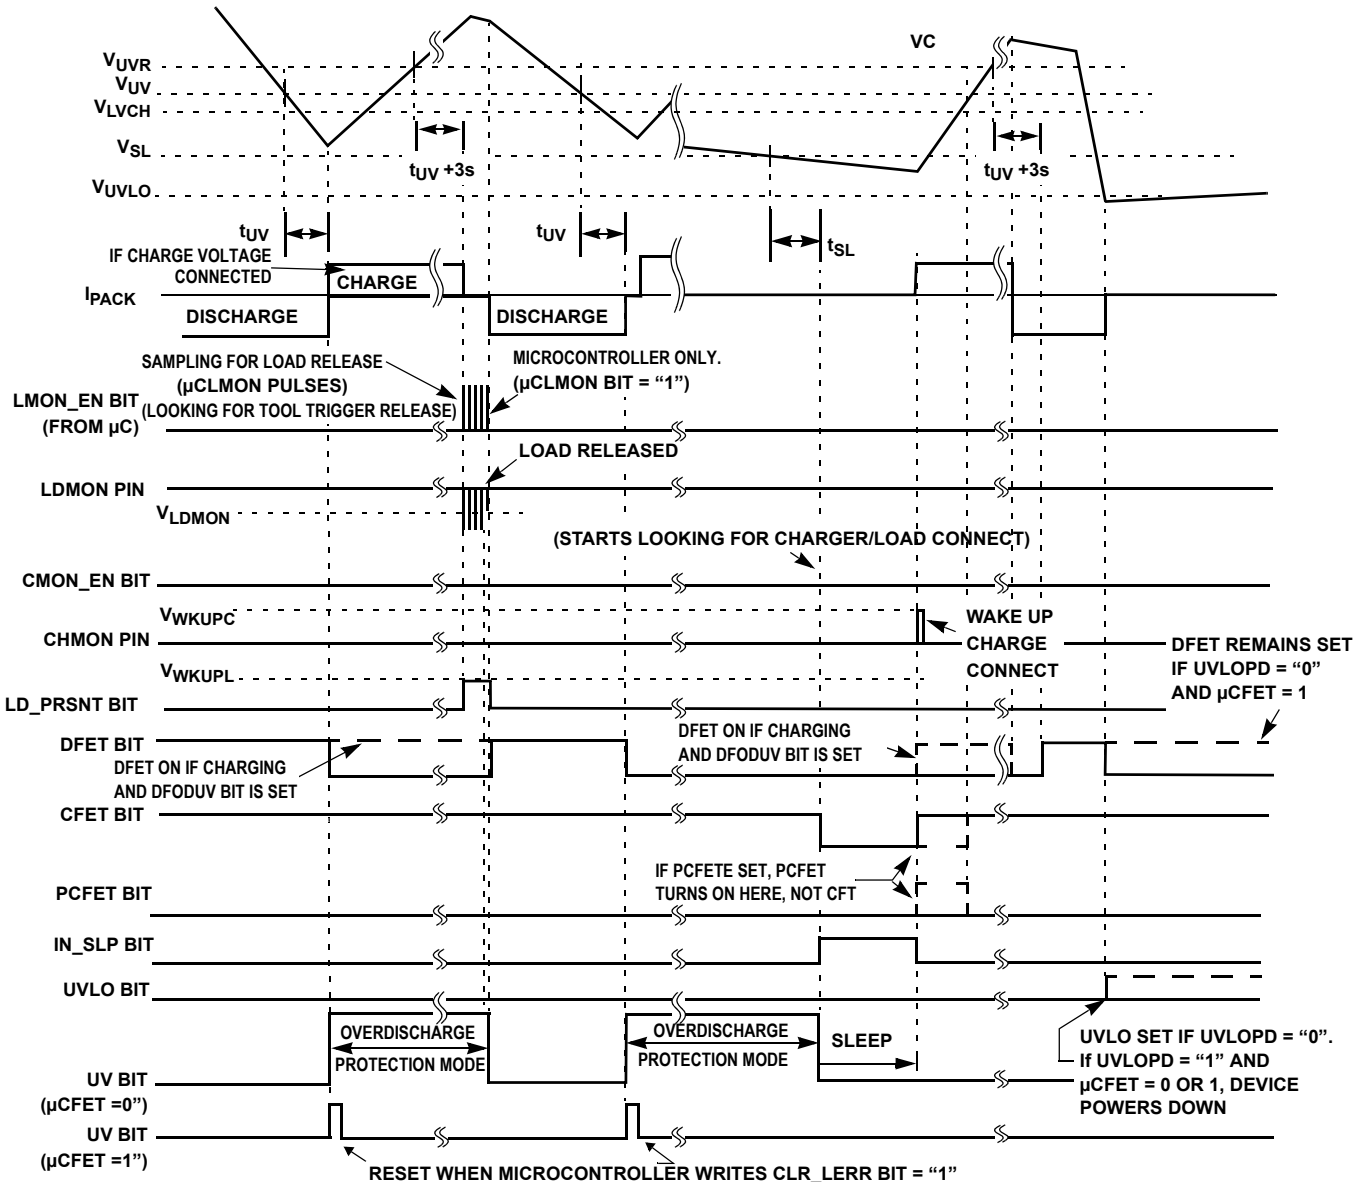 VC
VUVR
VUV
VLVCH
VSL
VUVLO
tUV +3s
tUV +3s
tUV
tUV
tSL
IF CHARGE VOLTAGE
CONNECTED
CHARGE
IPACK
DISCHARGE
DISCHARGE
SAMPLING FOR LOAD RELEASE
(µCLMON PULSES)
(LOOKING FOR TOOL TRIGGER RELEASE)
MICROCONTROLLER ONLY.
(µCLMON BIT = “1”)
LMON_EN BIT
(FROM µC)
LOAD RELEASED
LDMON PIN
VLDMON
(STARTS LOOKING FOR CHARGER/LOAD CONNECT)
CMON_EN BIT
VWKUPC
CHMON PIN
WAKE UP
CHARGE
CONNECT
VWKUPL
LD_PRSNT BIT
DFET REMAINS SET
IF UVLOPD = “0”
AND µCFET = 1
DFET BIT
DFET ON IF CHARGING
AND DFODUV BIT IS SET
DFET ON IF CHARGING
AND DFODUV BIT IS SET
CFET BIT
IF PCFETE SET, PCFET
TURNS ON HERE, NOT CFT
PCFET BIT
IN_SLP BIT
UVLO BIT
OVERDISCHARGE
PROTECTION MODE
OVERDISCHARGE
PROTECTION MODE
SLEEP
UVLO SET IF UVLOPD = “0”.
If UVLOPD = “1” AND
µCFET = 0 OR 1, DEVICE
POWERS DOWN
UV BIT
(µCFET =0”)
UV BIT
(µCFET =1”)
RESET WHEN MICROCONTROLLER WRITES CLR_LERR BIT = “1”